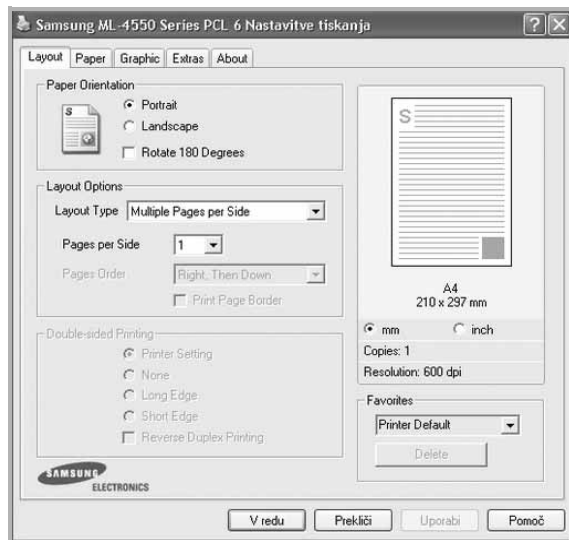 Samsung ML-4550 Series PCL 6 Nastavitve tiskanja
Layout Paper Graphic Extras About
Paper Orientation
S
Portrait
Landscape
Rotate 180 Degrees
Layout Options
Layout Type Multiple Pages per Side
Pages per Side 1
Pages Order Right, Then Down
Print Page Border
Double-sided Printing
Printer Setting
None
Long Edge
Short Edge
Reverse Duplex Printing
SAMSUNG
ELECTRONICS
S
A4
210 x 297 mm
mm inch
Copies: 1
Resolution: 600 dpi
Favorites
Printer Default
Delete
V redu Prekliči Uporabi Pomoč